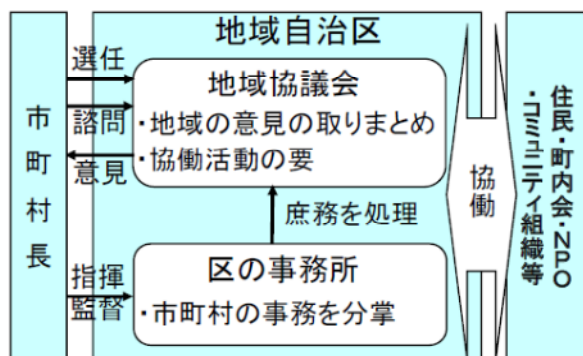 地域自治区
選任
諮問
意見
市町村長
地域協議会
・地域の意見の取りまとめ
・協働活動の要
庶務を処理
指揮
監督
区の事務所
・市町村の事務を分掌
協働
住民・町内会・NPO
・コミュニティ組織等